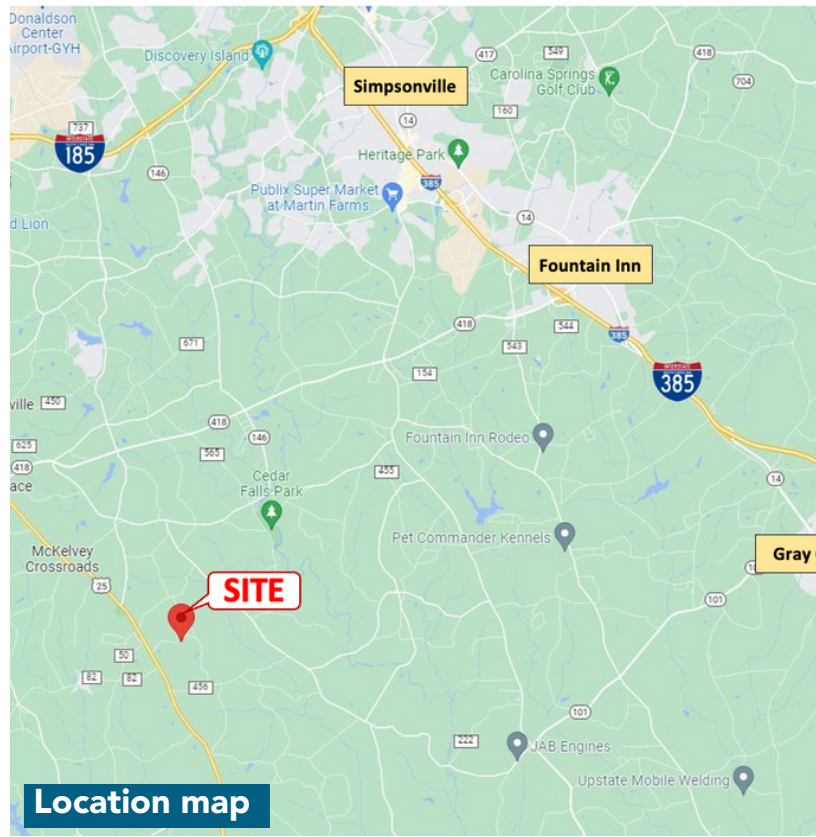 Donaldson
Center
Airport-GYH
Discovery Island
Simpsonville
417
549
418
Carolina Springs
Golf Club
704
737
INTERSTATE
185
14
160
146
Heritage Park
385
Publix Super Market
at Martin Farms...
14
d Lion
Fountain Inn
418
544
671
543
385
INTERSTATE
385
154
ville
450
418
146
625
565
Fountain Inn Rodeo
418
ace
Cedar
Falls Park
455
14
Pet Commander Kennels
McKelvey
Crossroads
Gray
25
SITE
101
50
82
82
456
101
222
JAB Engines
Upstate Mobile Welding
Location map